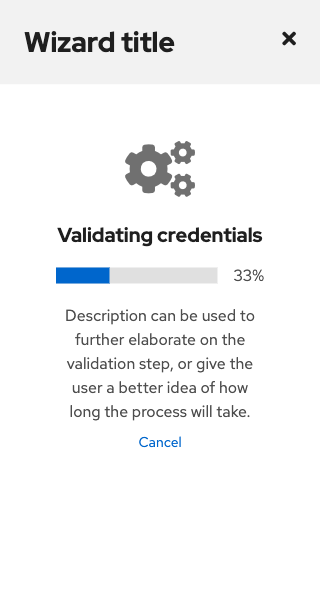 Wizard title
Validating credentials
33%
Description can be used to
further elaborate on the
validation step, or give the
user a better idea of how
long the process will take.
Cancel